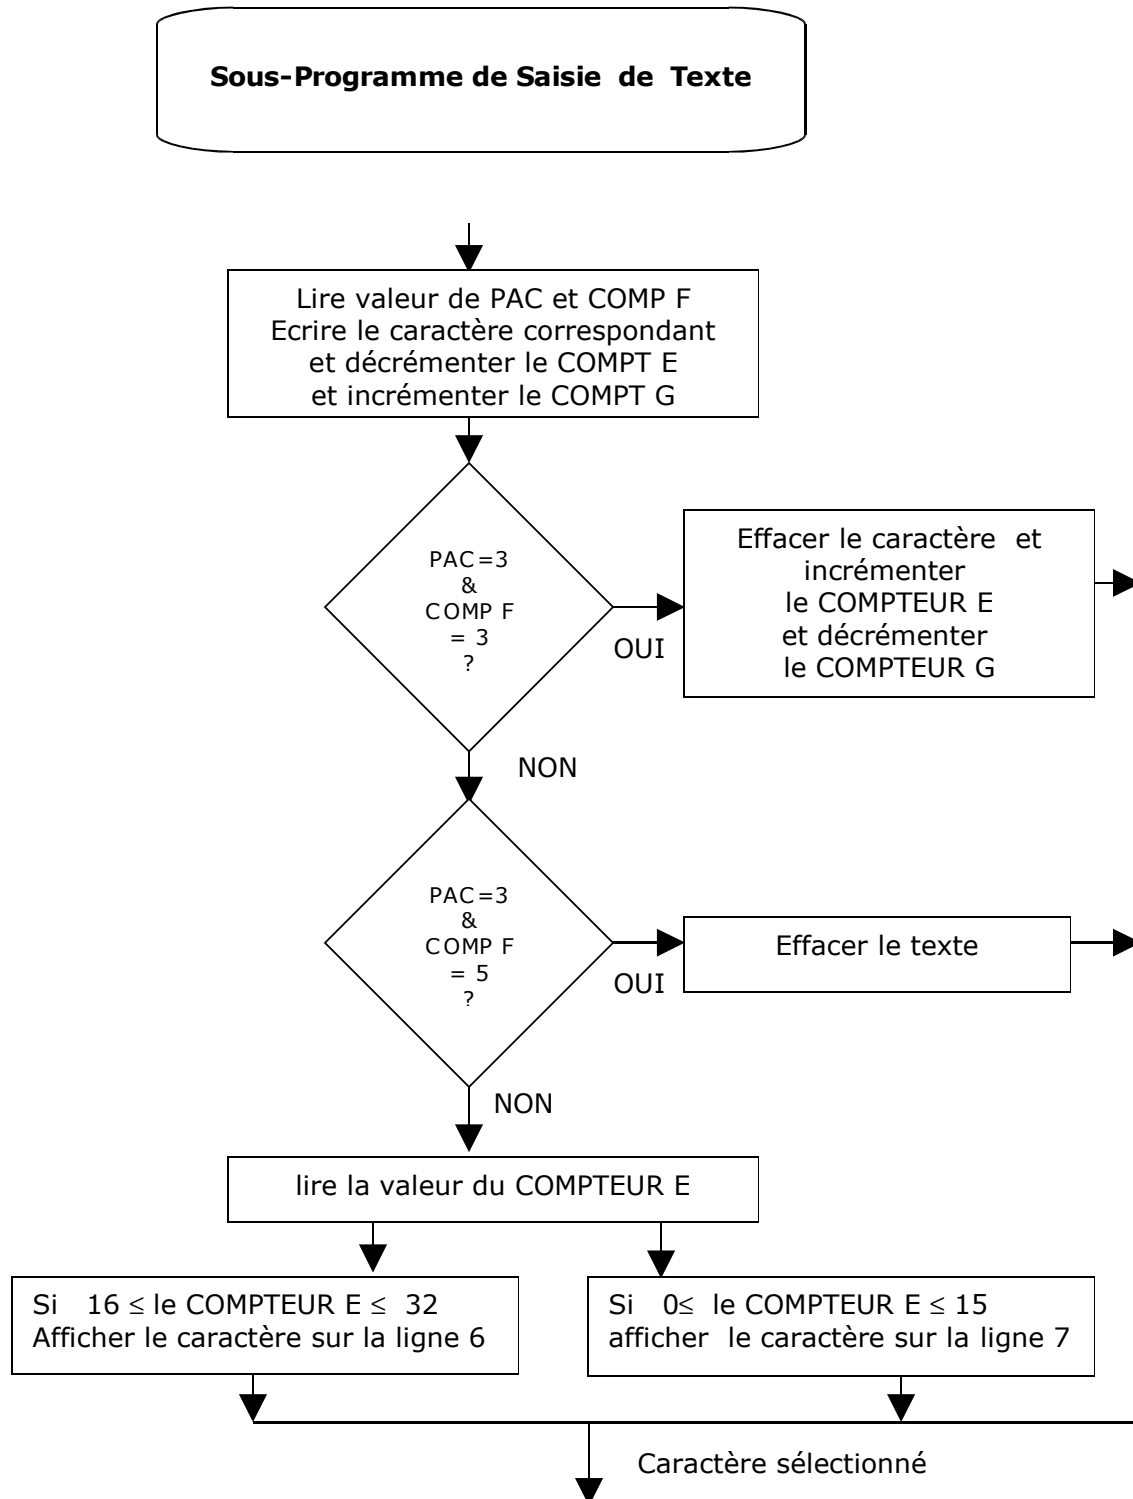 Sous-Programme de Saisie de Texte
Lire valeur de PAC et COMP F
Ecrire le caractère correspondant
et décrémenter le COMPT E
et incrémenter le COMPT G
PAC=3
&
COMP F
= 3
?
OUI
Effacer le caractère et
incrémenter
le COMPTEUR E
et décrémenter
le COMPTEUR G
NON
PAC=3
&
COMP F
= 5
?
OUI
Effacer le texte
NON
lire la valeur du COMPTEUR E
Si 16 ≤ le COMPTEUR E ≤ 32
Afficher le caractère sur la ligne 6
Si 0≤ le COMPTEUR E ≤ 15
afficher le caractère sur la ligne 7
Caractère sélectionné